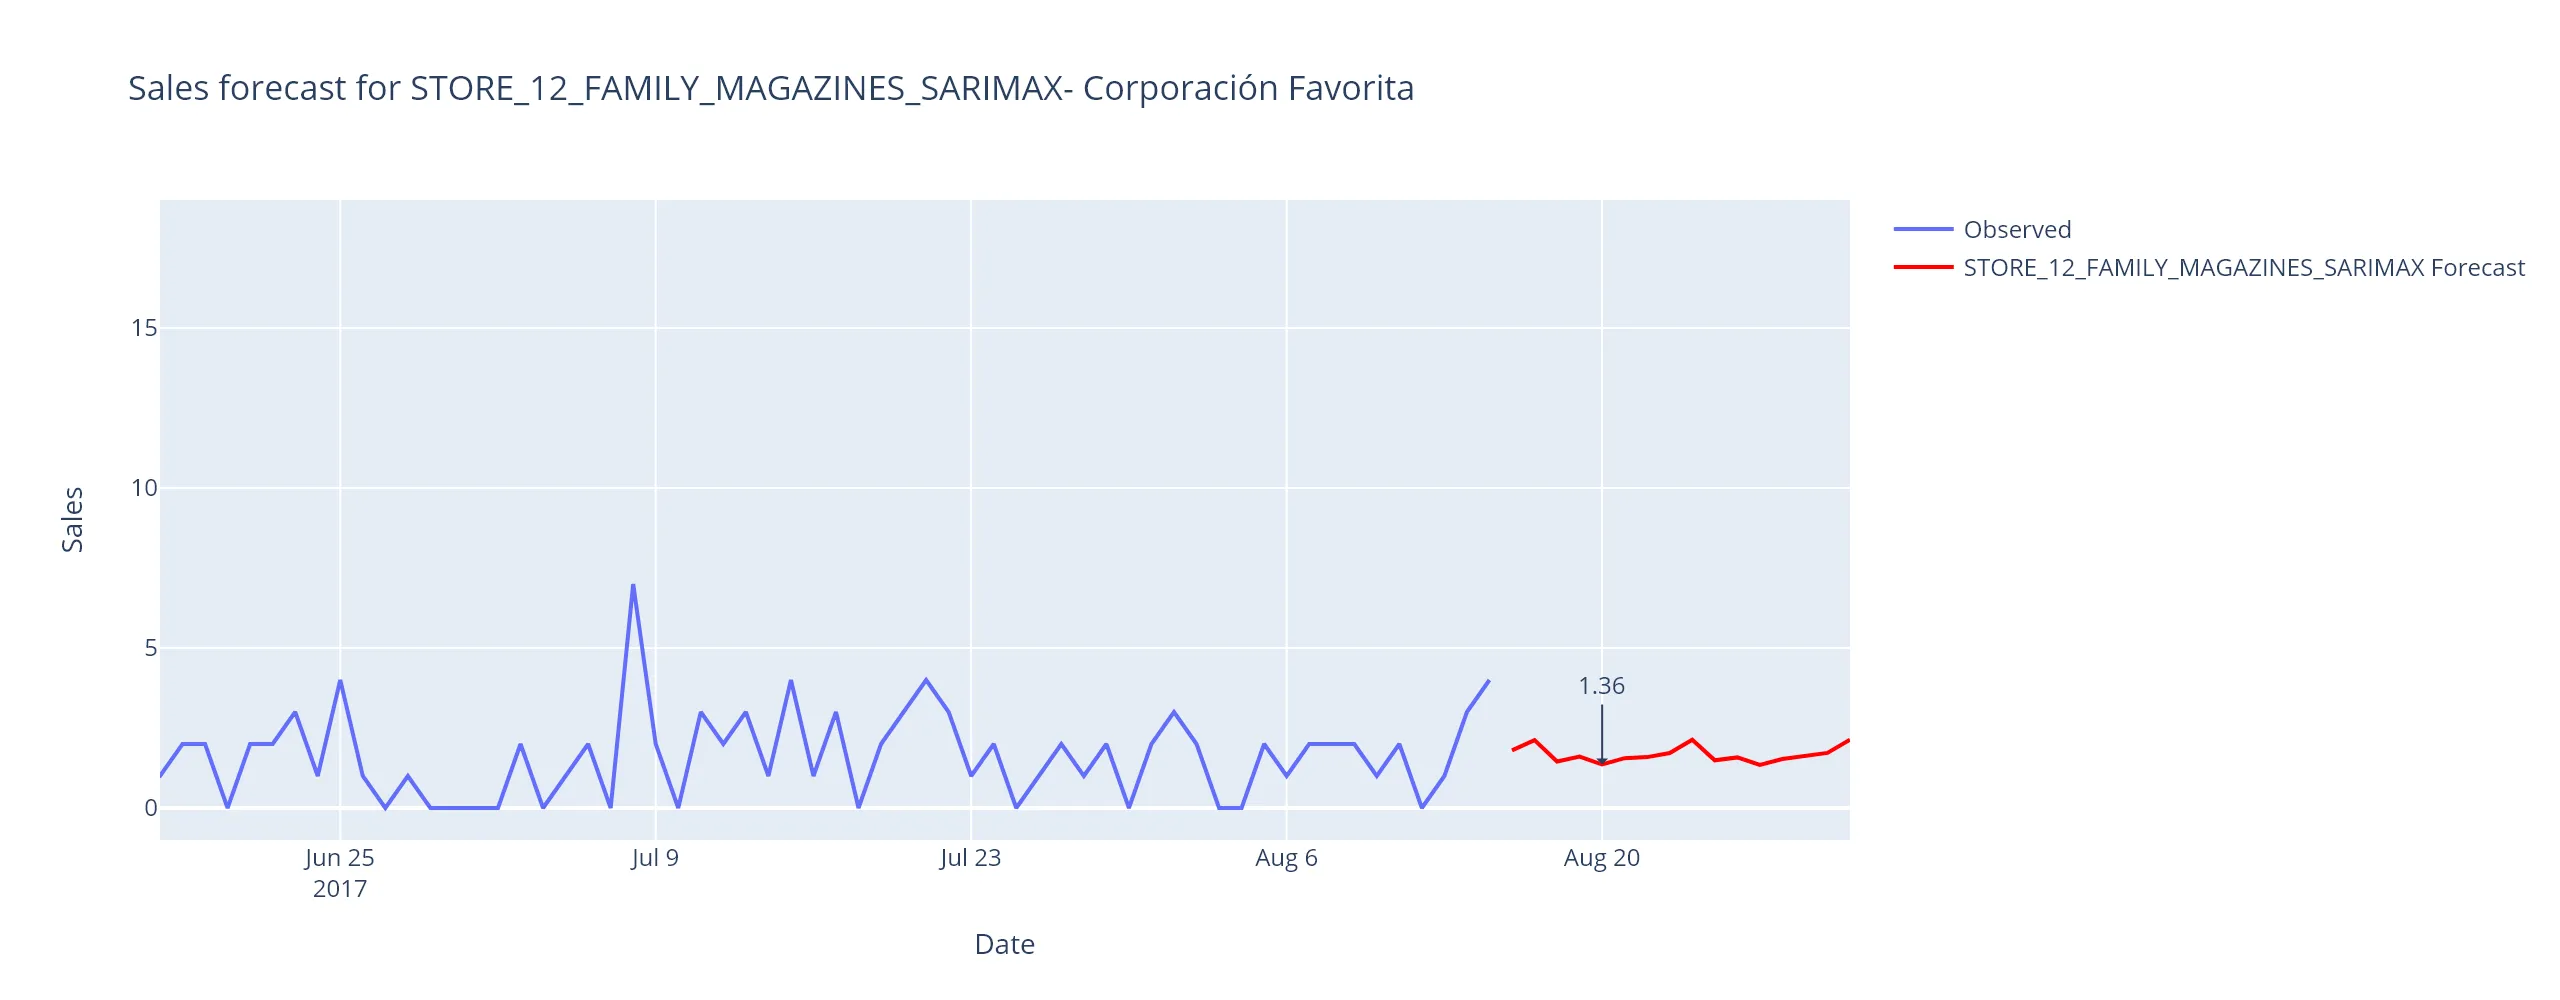 Sales forecast for STORE_12_FAMILY_MAGAZINES_SARIMAX- Corporación Favorita
Observed
STORE_12_FAMILY_MAGAZINES_SARIMAX Forecast
15
10
5
0
Sales
1.36
Jun 25
2017
Jul 9
Jul 23
Aug 6
Aug 20
Date